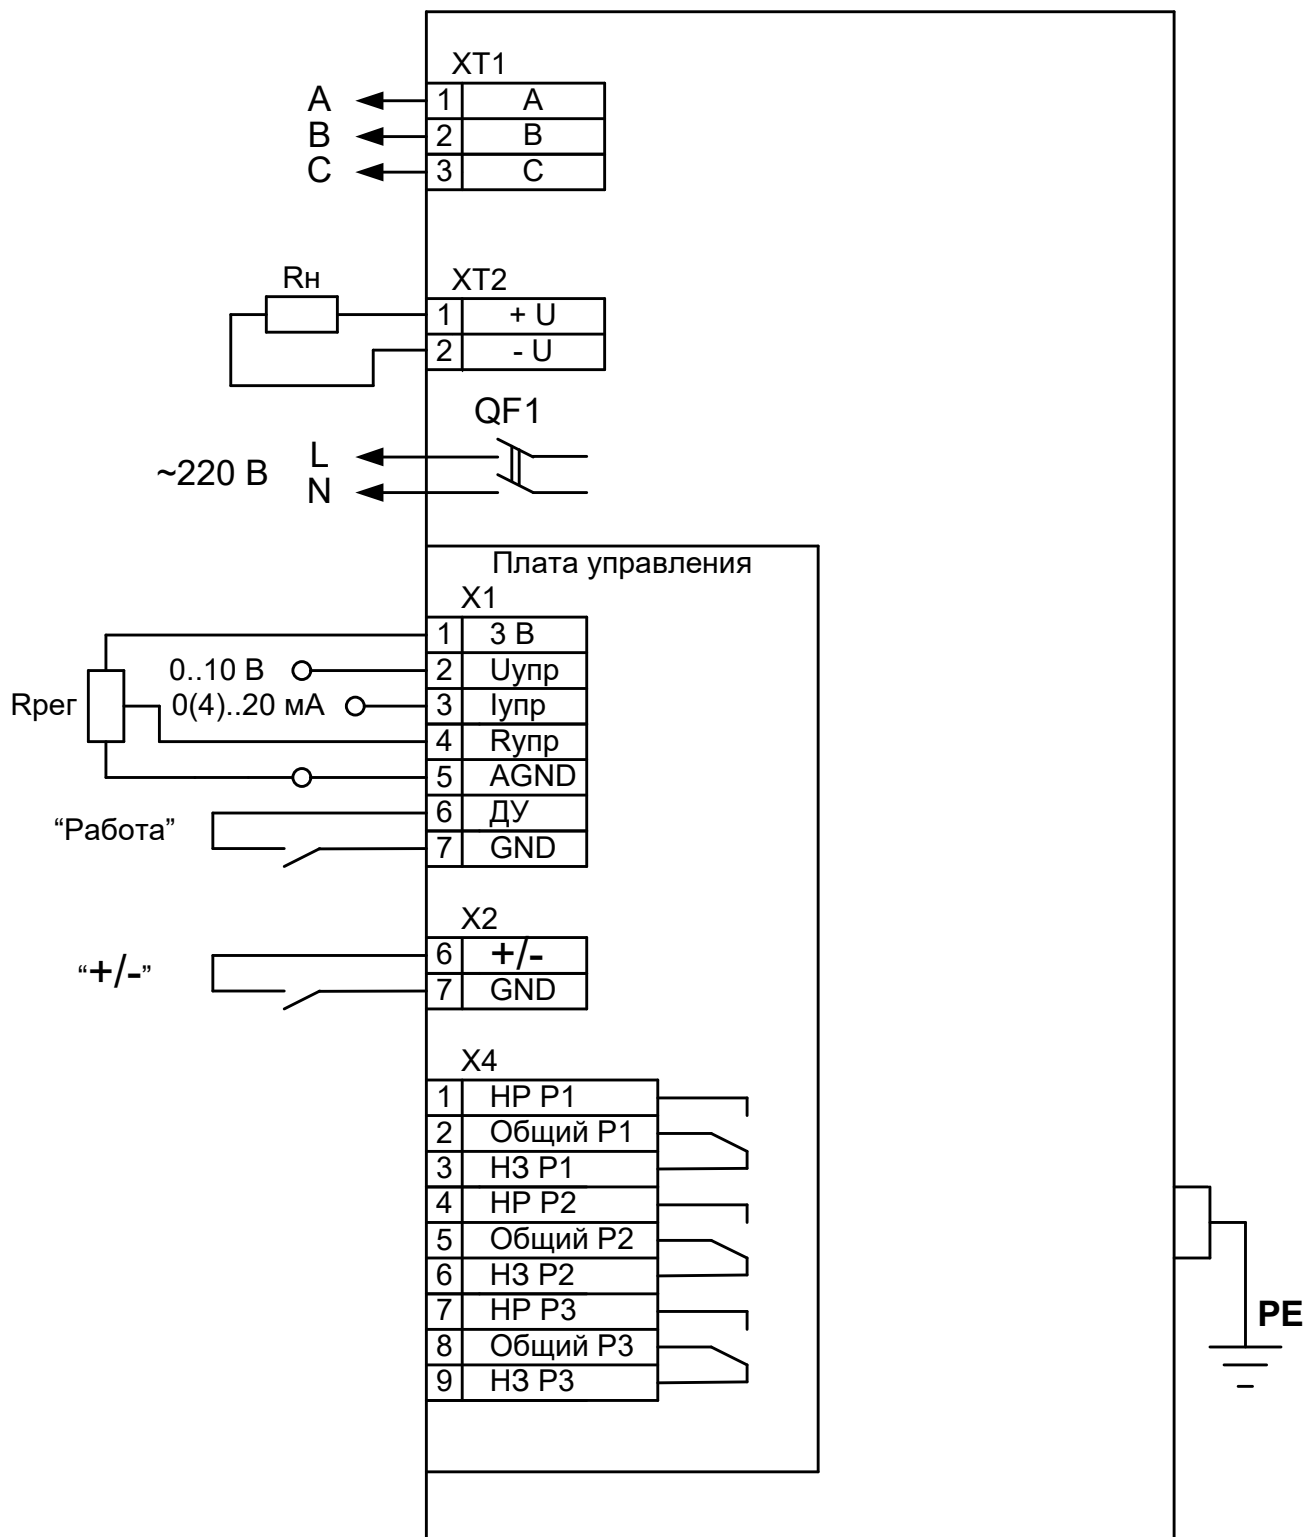 XT1
A 1 A
B 2 B
C 3 C
Rн XT2
1 + U
2 - U
QF1
~220 В L
N
Плата управления
X1
1 3 В
0..10 В 2 Uупр
Rрег 0(4)..20 мА 3 Iупр
4 Rупр
5 AGND
“Работа” 6 ДУ
7 GND
X2
“+/-” 6 +/-
7 GND
X4
1 НР Р1
2 Общий Р1
3 НЗ Р1
4 НР Р2
5 Общий Р2
6 НЗ Р2
7 НР Р3
8 Общий Р3
9 НЗ Р3
PE